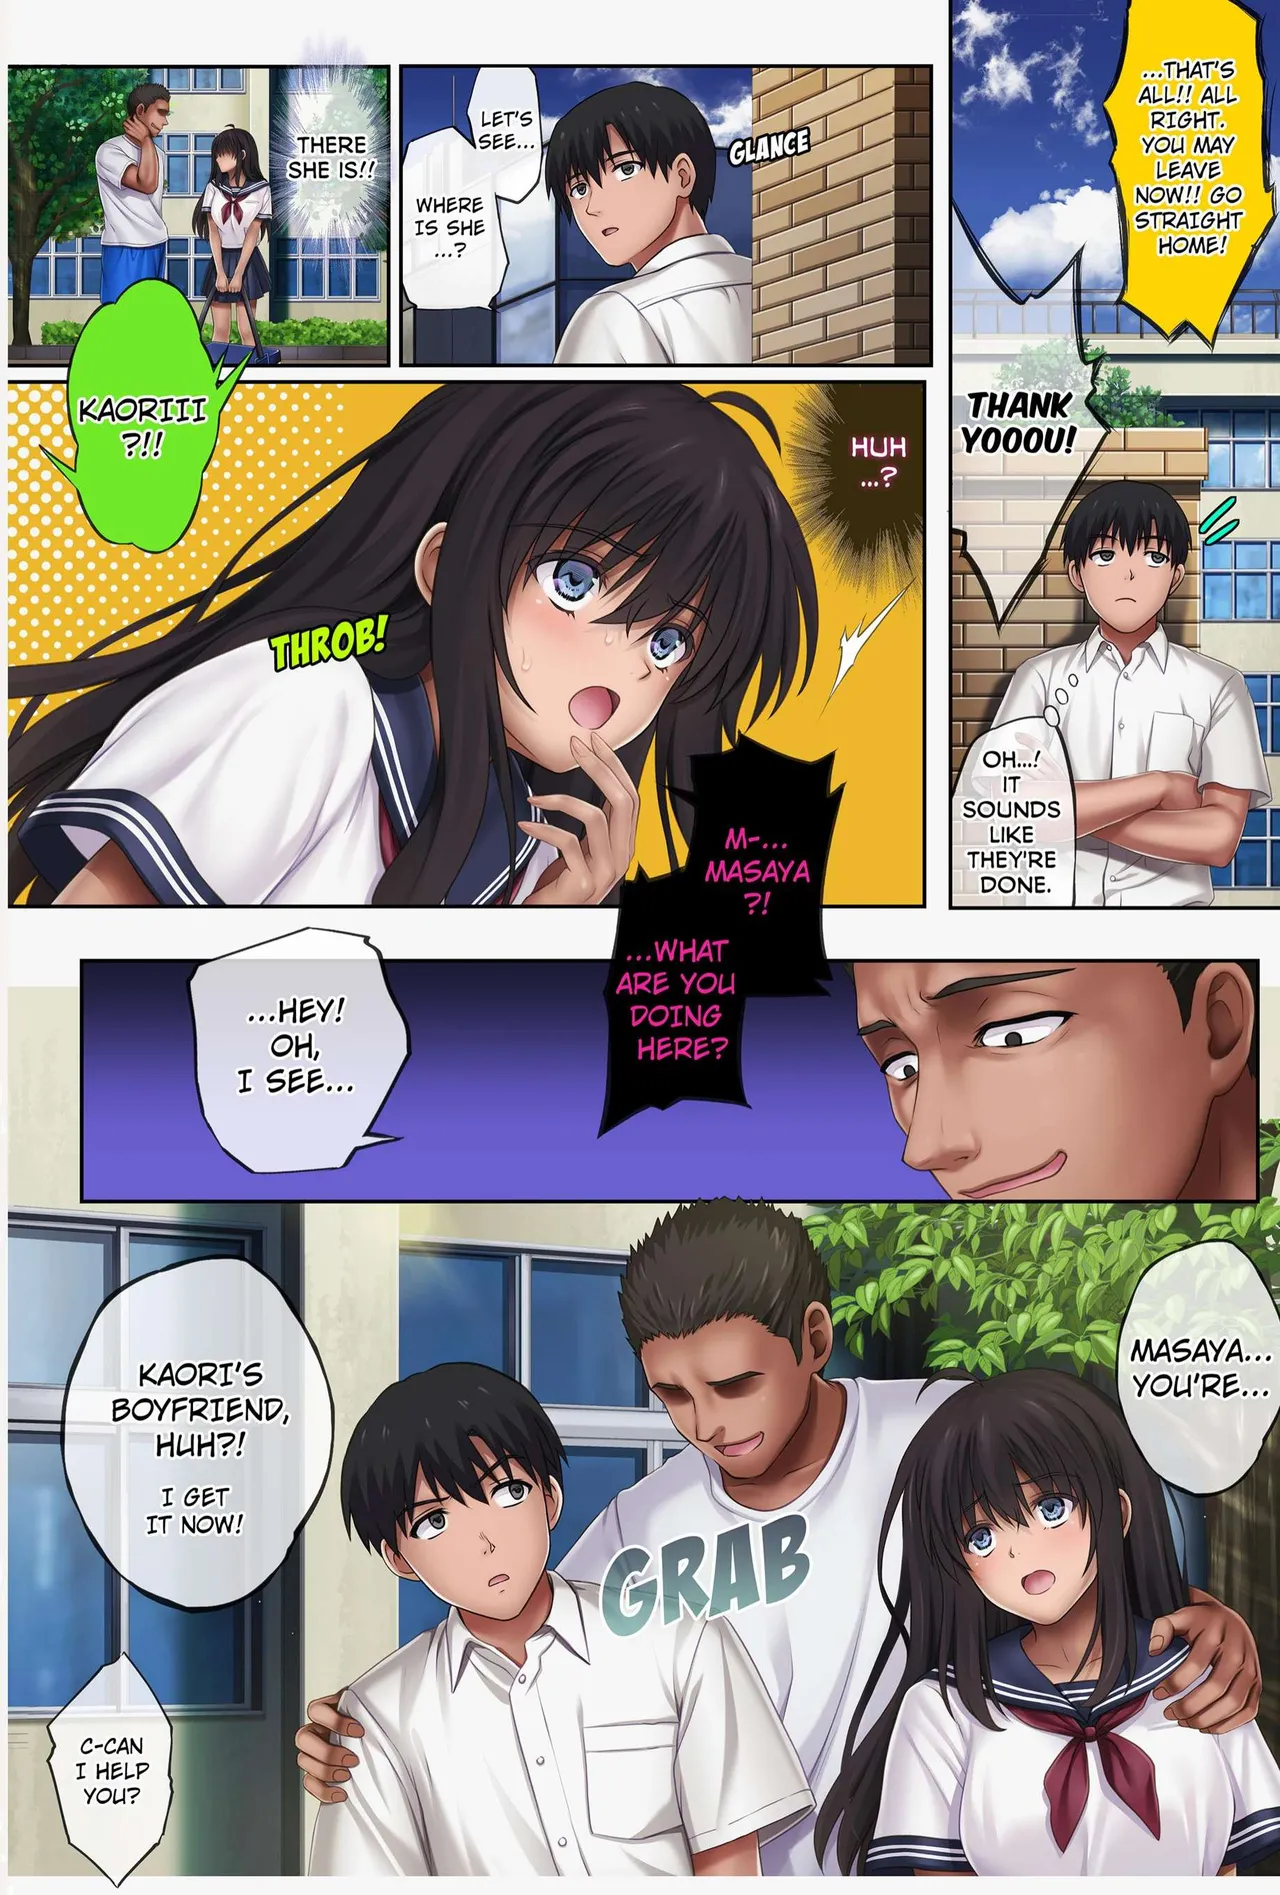 ...THAT'S
ALL!! ALL
RIGHT.
YOU MAY
LEAVE
NOW!! GO
STRAIGHT
HOME!
THANK
YOOOU!
OH...!
IT
SOUNDS
LIKE
THEY'RE
DONE.
GLANCE
LET'S
SEE...
WHERE
IS SHE
...?
THERE
SHE IS!!
KAORIII
?!!
HUH
...?
THROB!
M-...
MASAYA
?!
...WHAT
ARE YOU
DOING
HERE?
...HEY!
OH,
I SEE...
MASAYA...
YOU'RE...
GRAB
KAORI'S
BOYFRIEND,
HUH?!
I GET
IT NOW!
C-CAN
I HELP
YOU?